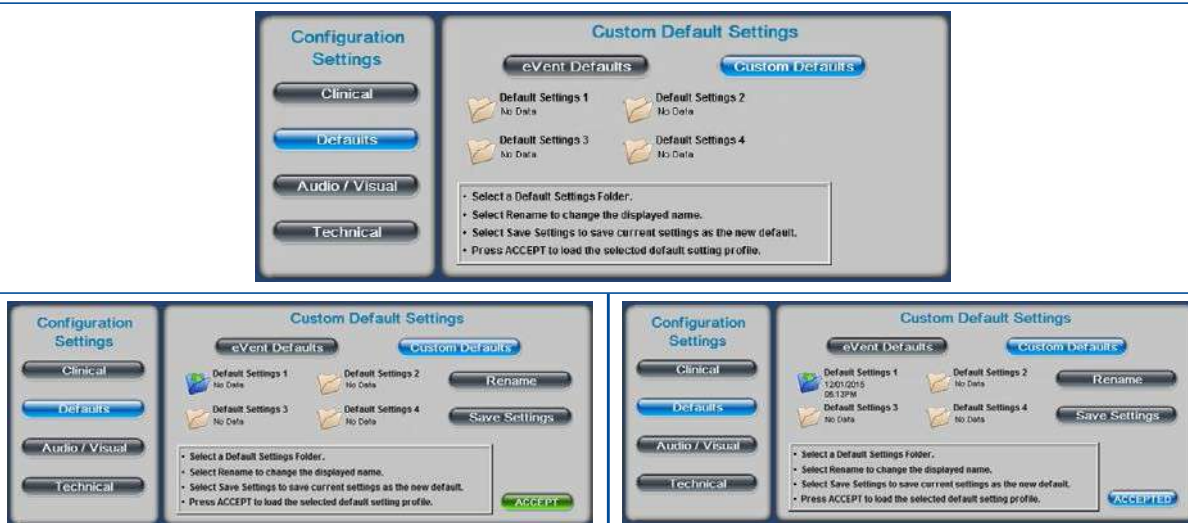 Configuration
Settings
Clinical
Defaults
Audio / Visual
Technical
Custom Default Settings
eVent Defaults
Custom Defaults
Default Settings 1
No Data
Default Settings 2
No Data
Default Settings 3
No Data
Default Settings 4
No Data
• Select a Default Settings Folder.
• Select Rename to change the displayed name.
• Select Save Settings to save current settings as the new default.
• Press ACCEPT to load the selected default setting profile.
Configuration
Settings
Clinical
Defaults
Audio / Visual
Technical
Custom Default Settings
eVent Defaults
Custom Defaults
Default Settings 1
No Data
Default Settings 2
No Data
Rename
Default Settings 3
No Data
Default Settings 4
No Data
Save Settings
• Select a Default Settings Folder.
• Select Rename to change the displayed name.
• Select Save Settings to save current settings as the new default.
• Press ACCEPT to load the selected default setting profile.
ACCEPT
Configuration
Settings
Clinical
Defaults
Audio / Visual
Technical
Custom Default Settings
eVent Defaults
Custom Defaults
Default Settings 1
12/01/2015
06:13PM
Default Settings 2
No Data
Rename
Default Settings 3
No Data
Default Settings 4
No Data
Save Settings
• Select a Default Settings Folder.
• Select Rename to change the displayed name.
• Select Save Settings to save current settings as the new default.
• Press ACCEPT to load the selected default setting profile.
ACCEPTED